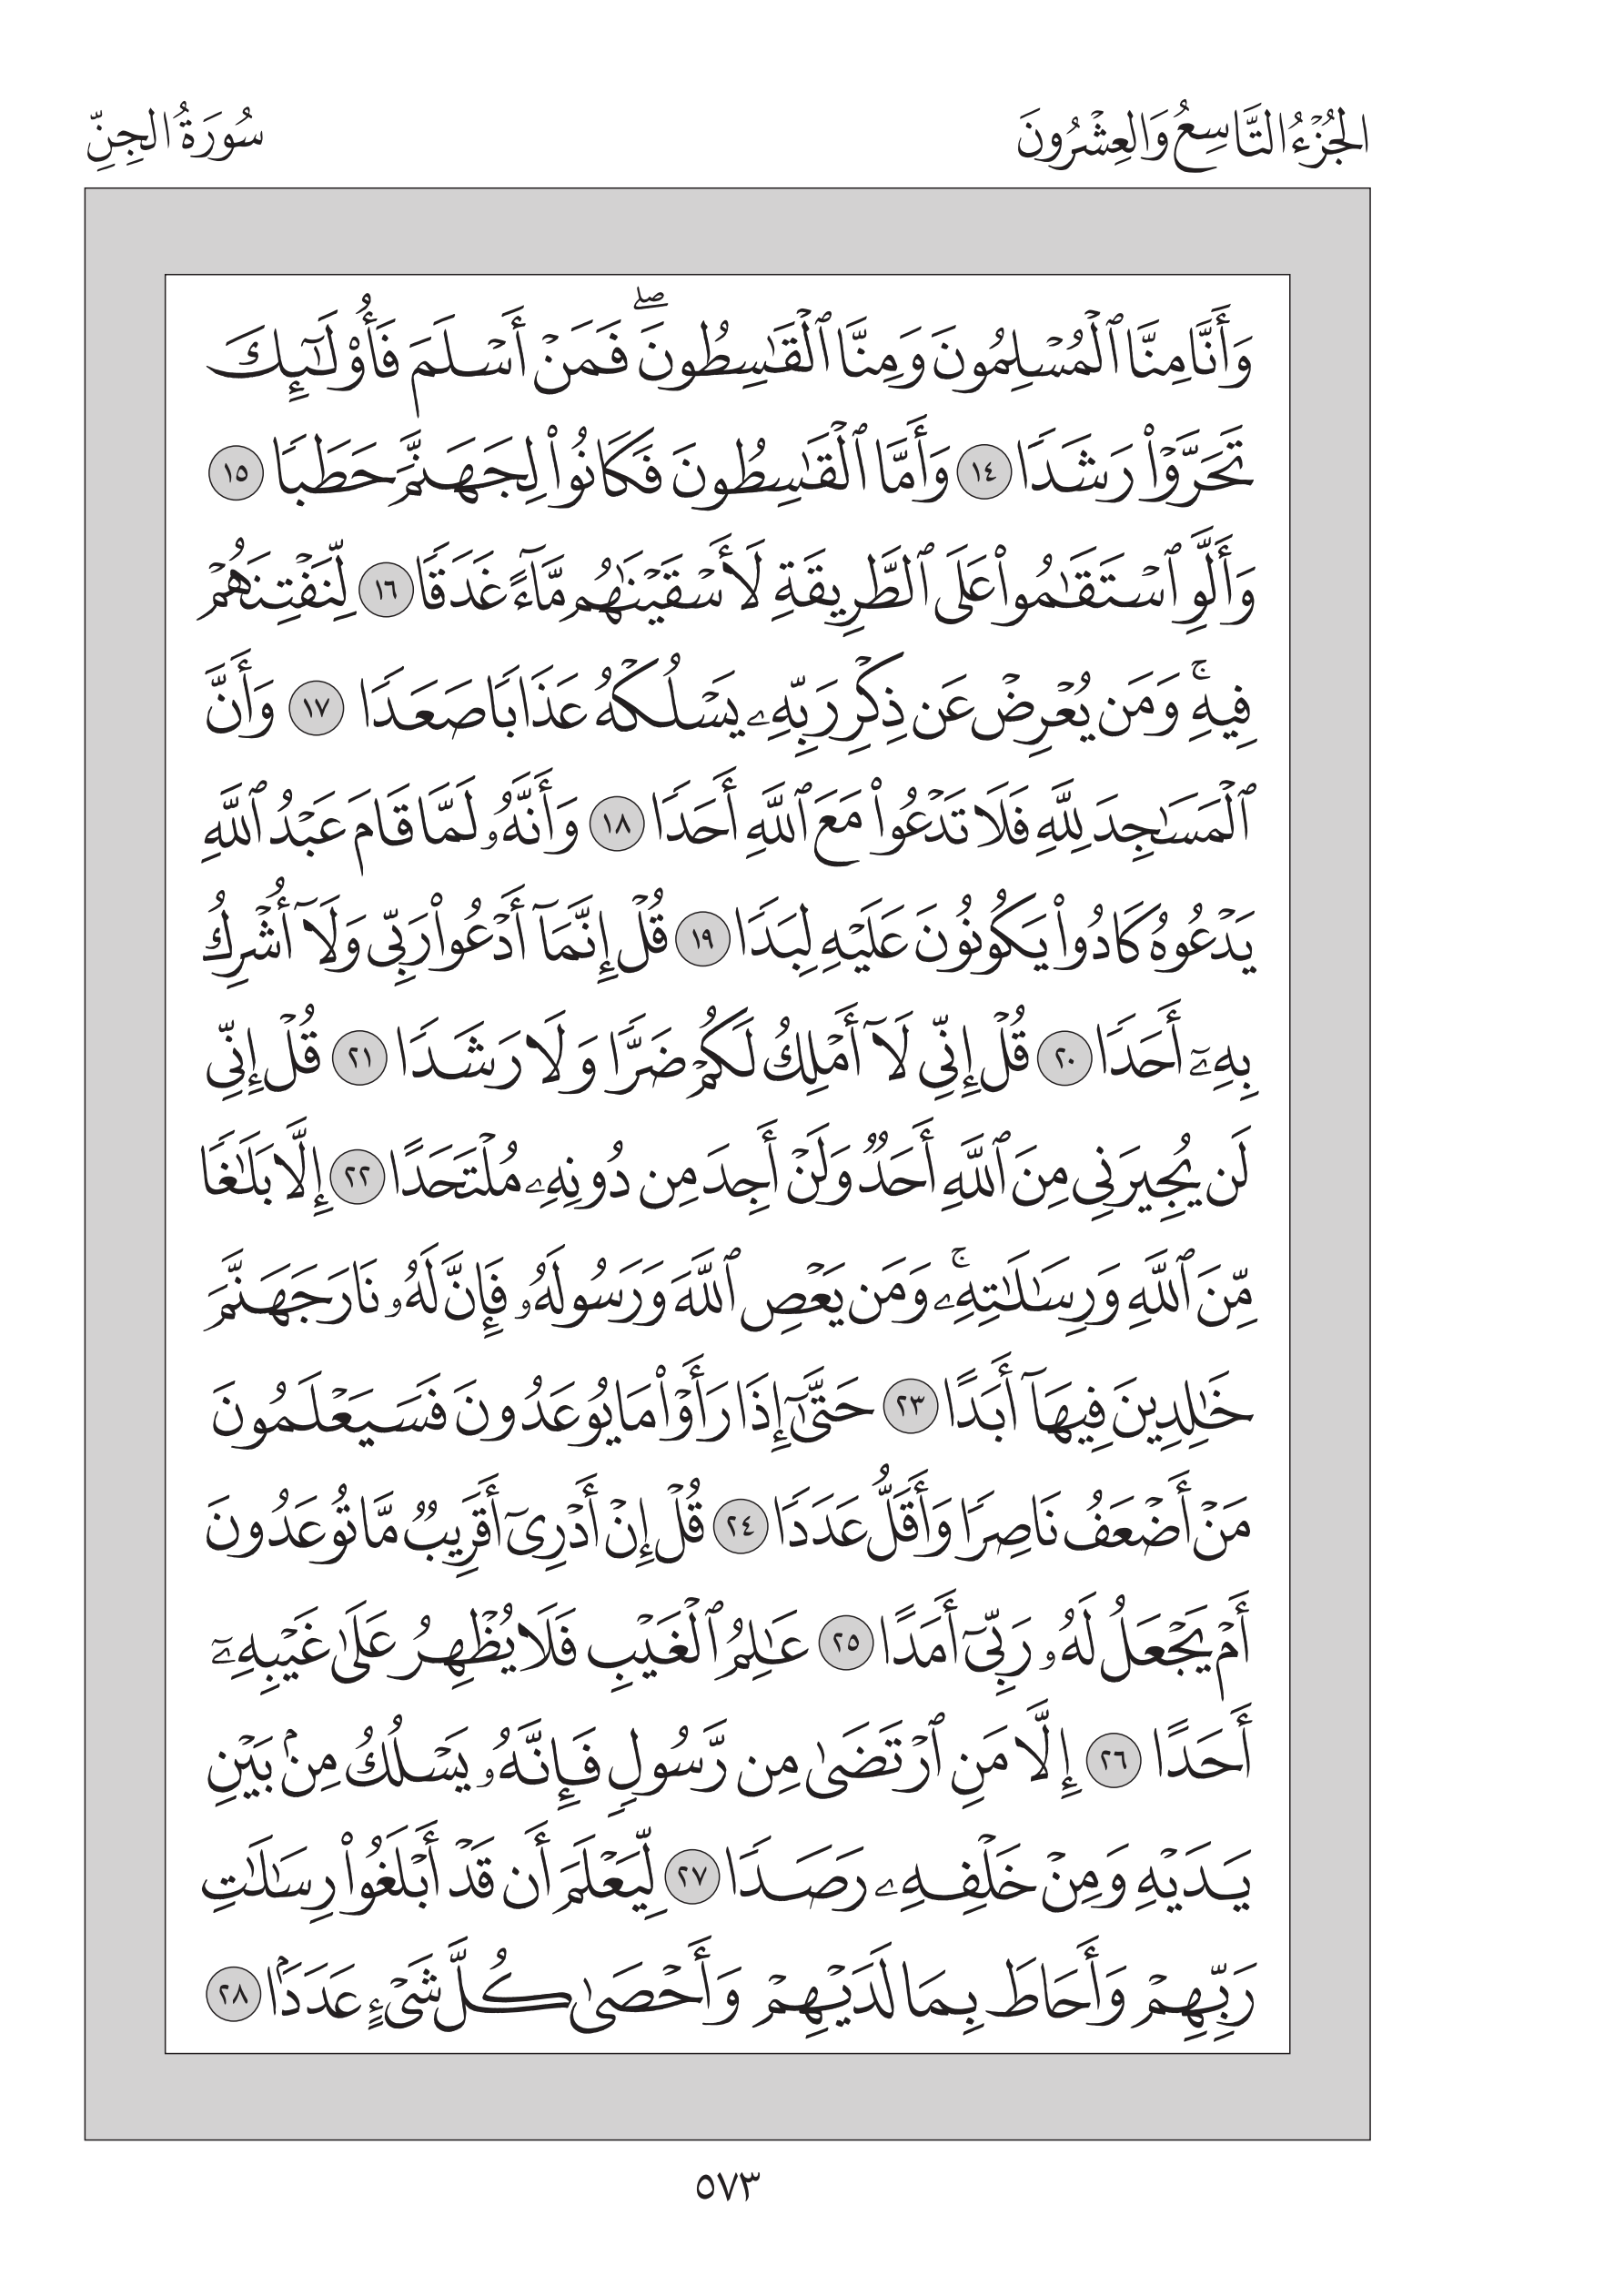 الجُزْءُ التَّاسِعُ وَالعِشْرُونَ
سُورَةُ الجِنِّ
وَأَنَّا مِنَّا ٱلْمُسْلِمُونَ وَمِنَّا ٱلْقَٰسِطُونَۖ فَمَنْ أَسْلَمَ فَأُوْلَٰٓئِكَ
تَحَرَّوْاْ رَشَدًا ١٤ وَأَمَّا ٱلْقَٰسِطُونَ فَكَانُواْ لِجَهَنَّمَ حَطَبًا ١٥
وَأَلَّوِ ٱسْتَقَٰمُواْ عَلَى ٱلطَّرِيقَةِ لَأَسْقَيْنَٰهُم مَّآءً غَدَقًا ١٦ لِّنَفْتِنَهُمْ
فِيهِۚ وَمَن يُعْرِضْ عَن ذِكْرِ رَبِّهِۦ يَسْلُكْهُ عَذَابًا صَعَدًا ١٧ وَأَنَّ
ٱلْمَسَٰجِدَ لِلَّهِ فَلَا تَدْعُواْ مَعَ ٱللَّهِ أَحَدًا ١٨ وَأَنَّهُۥ لَمَّا قَامَ عَبْدُ ٱللَّهِ
يَدْعُوهُ كَادُواْ يَكُونُونَ عَلَيْهِ لِبَدًا ١٩ قُلْ إِنَّمَآ أَدْعُواْ رَبِّى وَلَآ أُشْرِكُ
بِهِۦٓ أَحَدًا ٢٠ قُلْ إِنِّى لَآ أَمْلِكُ لَكُمْ ضَرًّا وَلَا رَشَدًا ٢١ قُلْ إِنِّى
لَن يُجِيرَنِى مِنَ ٱللَّهِ أَحَدٌ وَلَنْ أَجِدَ مِن دُونِهِۦ مُلْتَحَدًا ٢٢ إِلَّا بَلَٰغًا
مِّنَ ٱللَّهِ وَرِسَٰلَٰتِهِۦۚ وَمَن يَعْصِ ٱللَّهَ وَرَسُولَهُۥ فَإِنَّ لَهُۥ نَارَ جَهَنَّمَ
خَٰلِدِينَ فِيهَآ أَبَدًا ٢٣ حَتَّىٰٓ إِذَا رَأَوْاْ مَا يُوعَدُونَ فَسَيَعْلَمُونَ
مَنْ أَضْعَفُ نَاصِرًا وَأَقَلُّ عَدَدًا ٢٤ قُلْ إِنْ أَدْرِىٓ أَقَرِيبٌ مَّا تُوعَدُونَ
أَمْ يَجْعَلُ لَهُۥ رَبِّىٓ أَمَدًا ٢٥ عَٰلِمُ ٱلْغَيْبِ فَلَا يُظْهِرُ عَلَىٰ غَيْبِهِۦٓ
أَحَدًا ٢٦ إِلَّا مَنِ ٱرْتَضَىٰ مِن رَّسُولٍ فَإِنَّهُۥ يَسْلُكُ مِنۢ بَيْنِ
يَدَيْهِ وَمِنْ خَلْفِهِۦ رَصَدًا ٢٧ لِّيَعْلَمَ أَن قَدْ أَبْلَغُواْ رِسَٰلَٰتِ
رَبِّهِمْ وَأَحَاطَ بِمَا لَدَيْهِمْ وَأَحْصَىٰ كُلَّ شَىْءٍ عَدَدَۢا ٢٨
٥٧٣